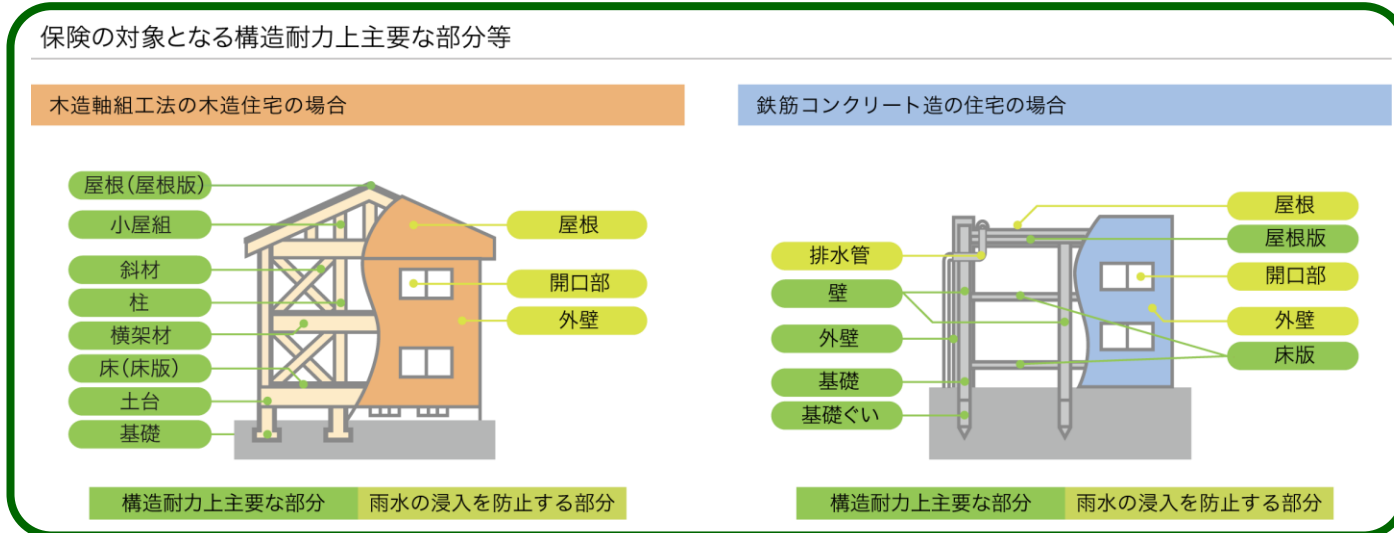 保険の対象となる構造耐力上主要な部分等
木造軸組工法の木造住宅の場合
屋根(屋根版)
小屋組
斜材
柱
横架材
床(床版)
土台
基礎
屋根
開口部
外壁
構造耐力上主要な部分
雨水の浸入を防止する部分
鉄筋コンクリート造の住宅の場合
排水管
壁
外壁
基礎
基礎ぐい
屋根
屋根版
開口部
外壁
床版
構造耐力上主要な部分
雨水の浸入を防止する部分